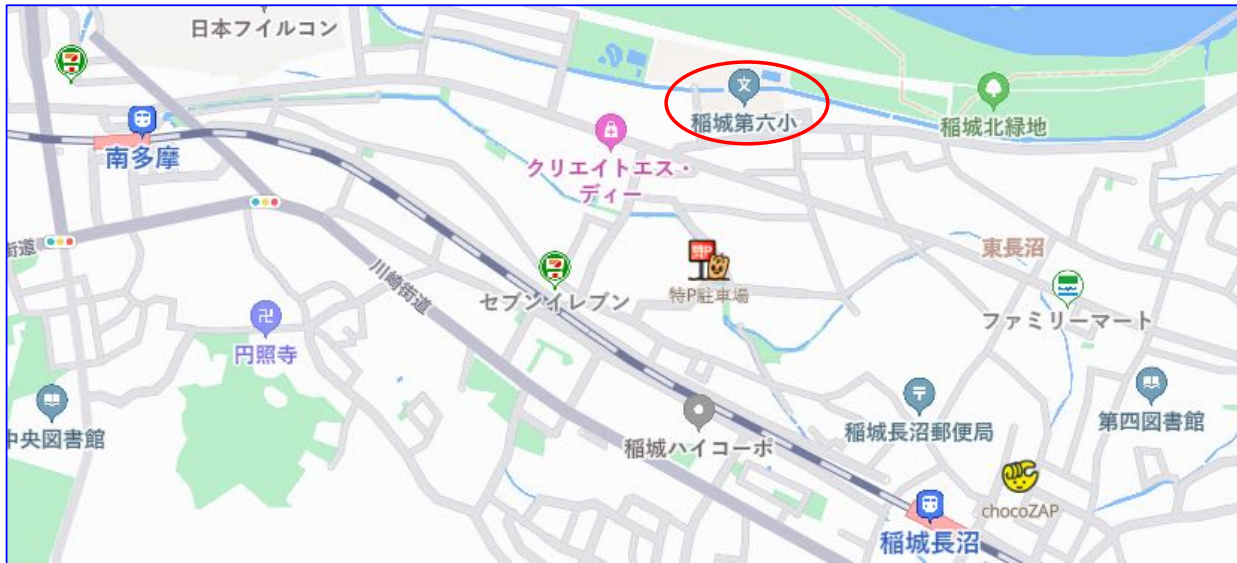 日本フイルコン
文
稲城第六小
稲城北緑地
南多摩
クリエイトエス・
ディー
東長沼
街道
川崎街道
特P
セブンイレブン
特P駐車場
ファミリーマート
卍
円照寺
中央図書館
〒
稲城長沼郵便局
第四図書館
稲城ハイコーポ
chocoZAP
稲城長沼